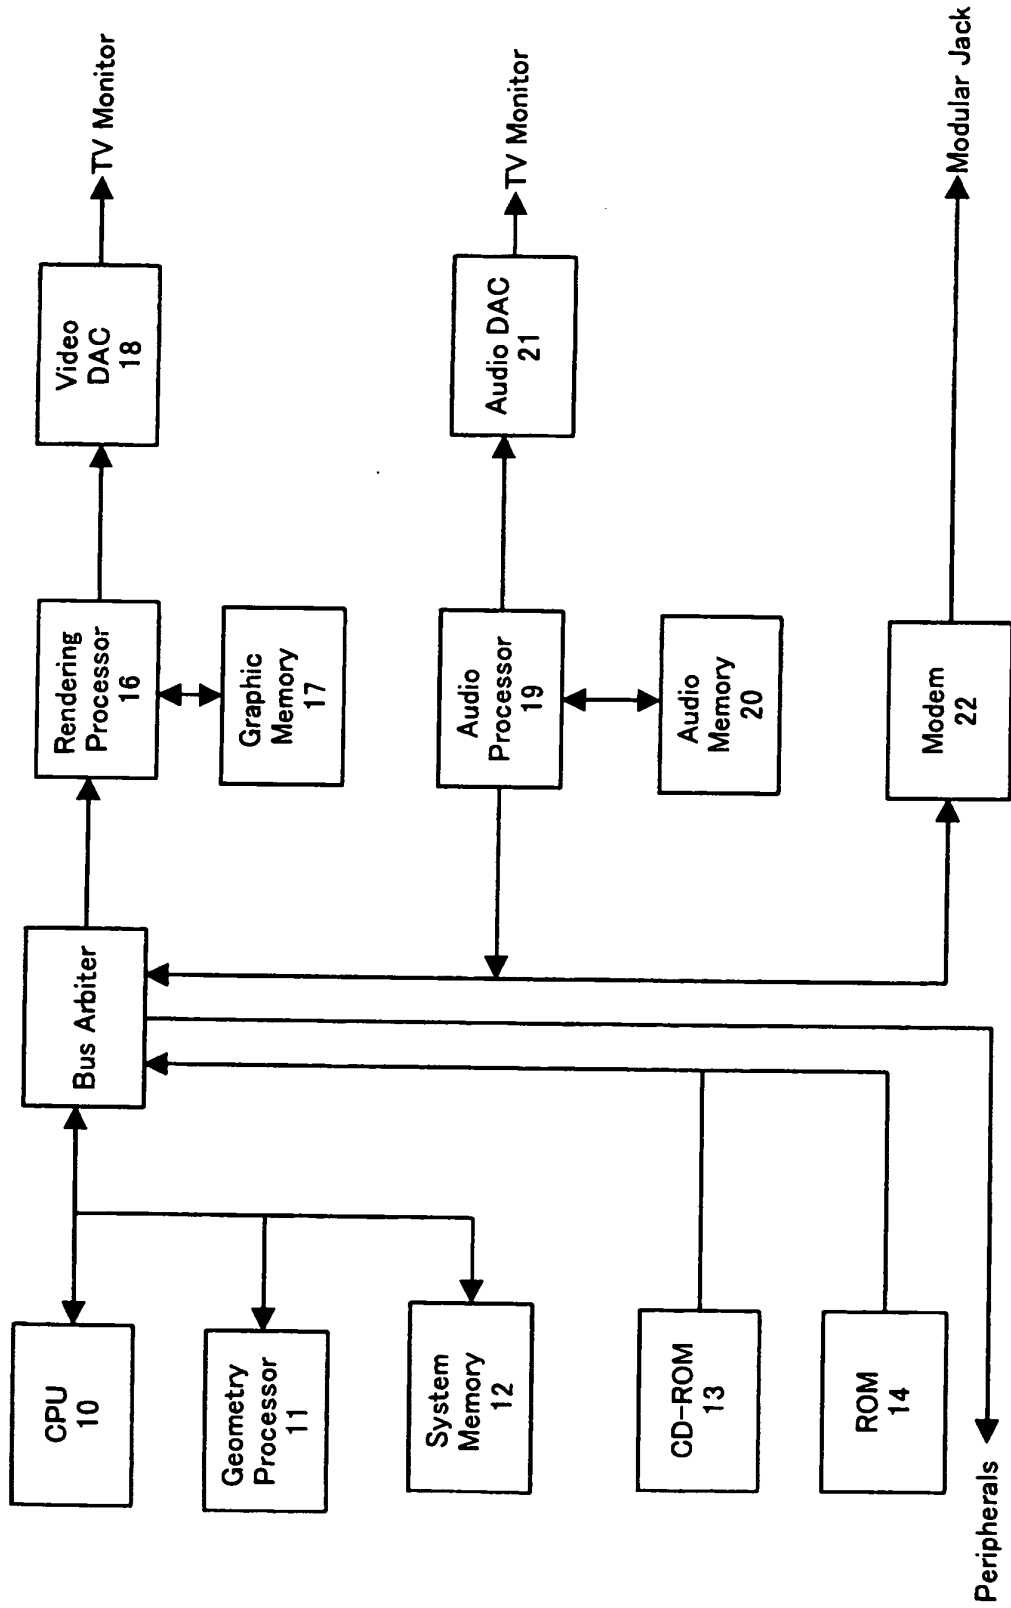 CPU
10
Geometry
Processor
11
System
Memory
12
CD-ROM
13
ROM
14
Peripherals
Bus Arbiter
Rendering
Processor
16
Graphic
Memory
17
Audio
Processor
19
Audio
Memory
20
Modem
22
Video
DAC
18
Audio DAC
21
TV Monitor
TV Monitor
Modular Jack